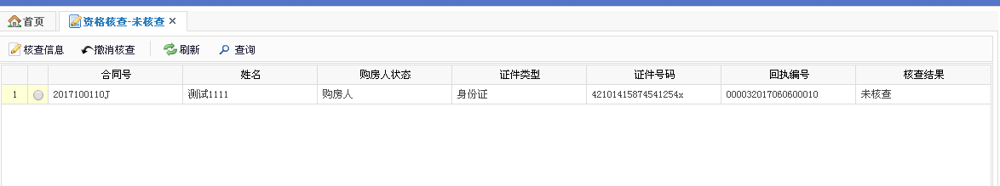 首页 资格核查-未核查 ×
核查信息 撤消核查 刷新 查询
合同号 姓名 购房人状态 证件类型 证件号码 回执编号 核查结果
1 2017100110J 测试1111 购房人 身份证 42101415874541254x 000032017060600010 未核查